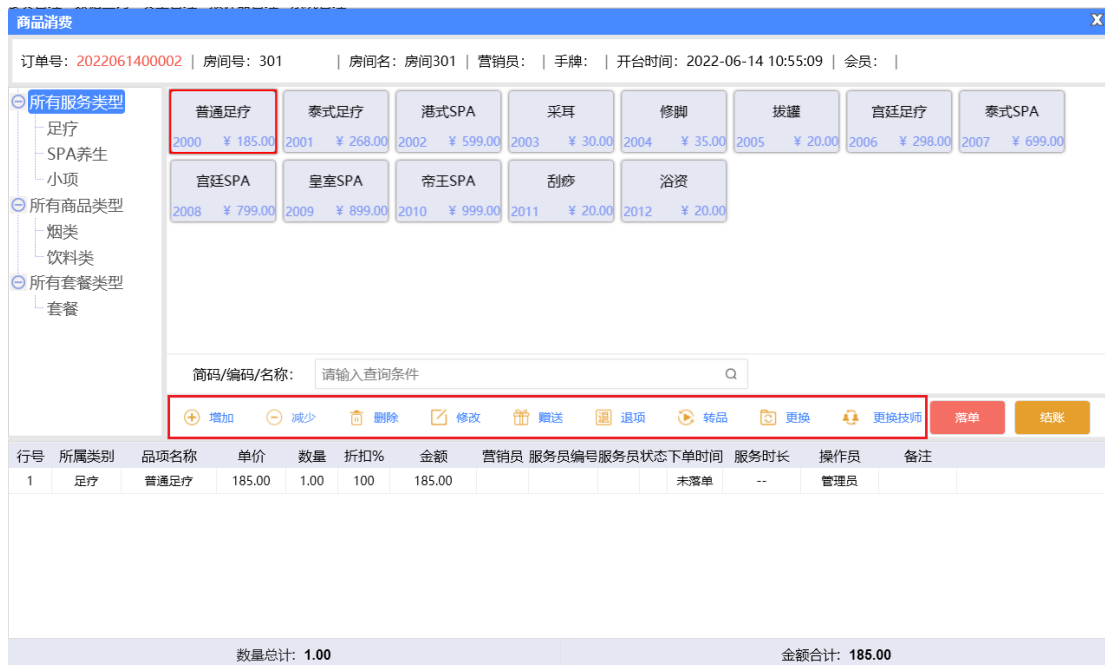 商品消费 X
订单号：2022061400002 | 房间号：301 | 房间名：房间301 | 营销员： | 手牌： | 开台时间：2022-06-14 10:55:09 | 会员： |
所有服务类型
足疗
SPA养生
小项
所有商品类型
烟类
饮料类
所有套餐类型
套餐
普通足疗 泰式足疗 港式SPA 采耳 修脚 拔罐 宫廷足疗 泰式SPA
2000 ¥ 185.00 2001 ¥ 268.00 2002 ¥ 599.00 2003 ¥ 30.00 2004 ¥ 35.00 2005 ¥ 20.00 2006 ¥ 298.00 2007 ¥ 699.00
宫廷SPA 皇室SPA 帝王SPA 刮痧 浴资
2008 ¥ 799.00 2009 ¥ 899.00 2010 ¥ 999.00 2011 ¥ 20.00 2012 ¥ 20.00
简码/编码/名称： 请输入查询条件
增加 减少 删除 修改 赠送 退 退项 转品 更换 更换技师 落单 结账
行号 所属类别 品项名称 单价 数量 折扣% 金额 营销员 服务员编号 服务员状态 下单时间 服务时长 操作员 备注
1 足疗 普通足疗 185.00 1.00 100 185.00 未落单 -- 管理员
数量总计：1.00 金额合计：185.00